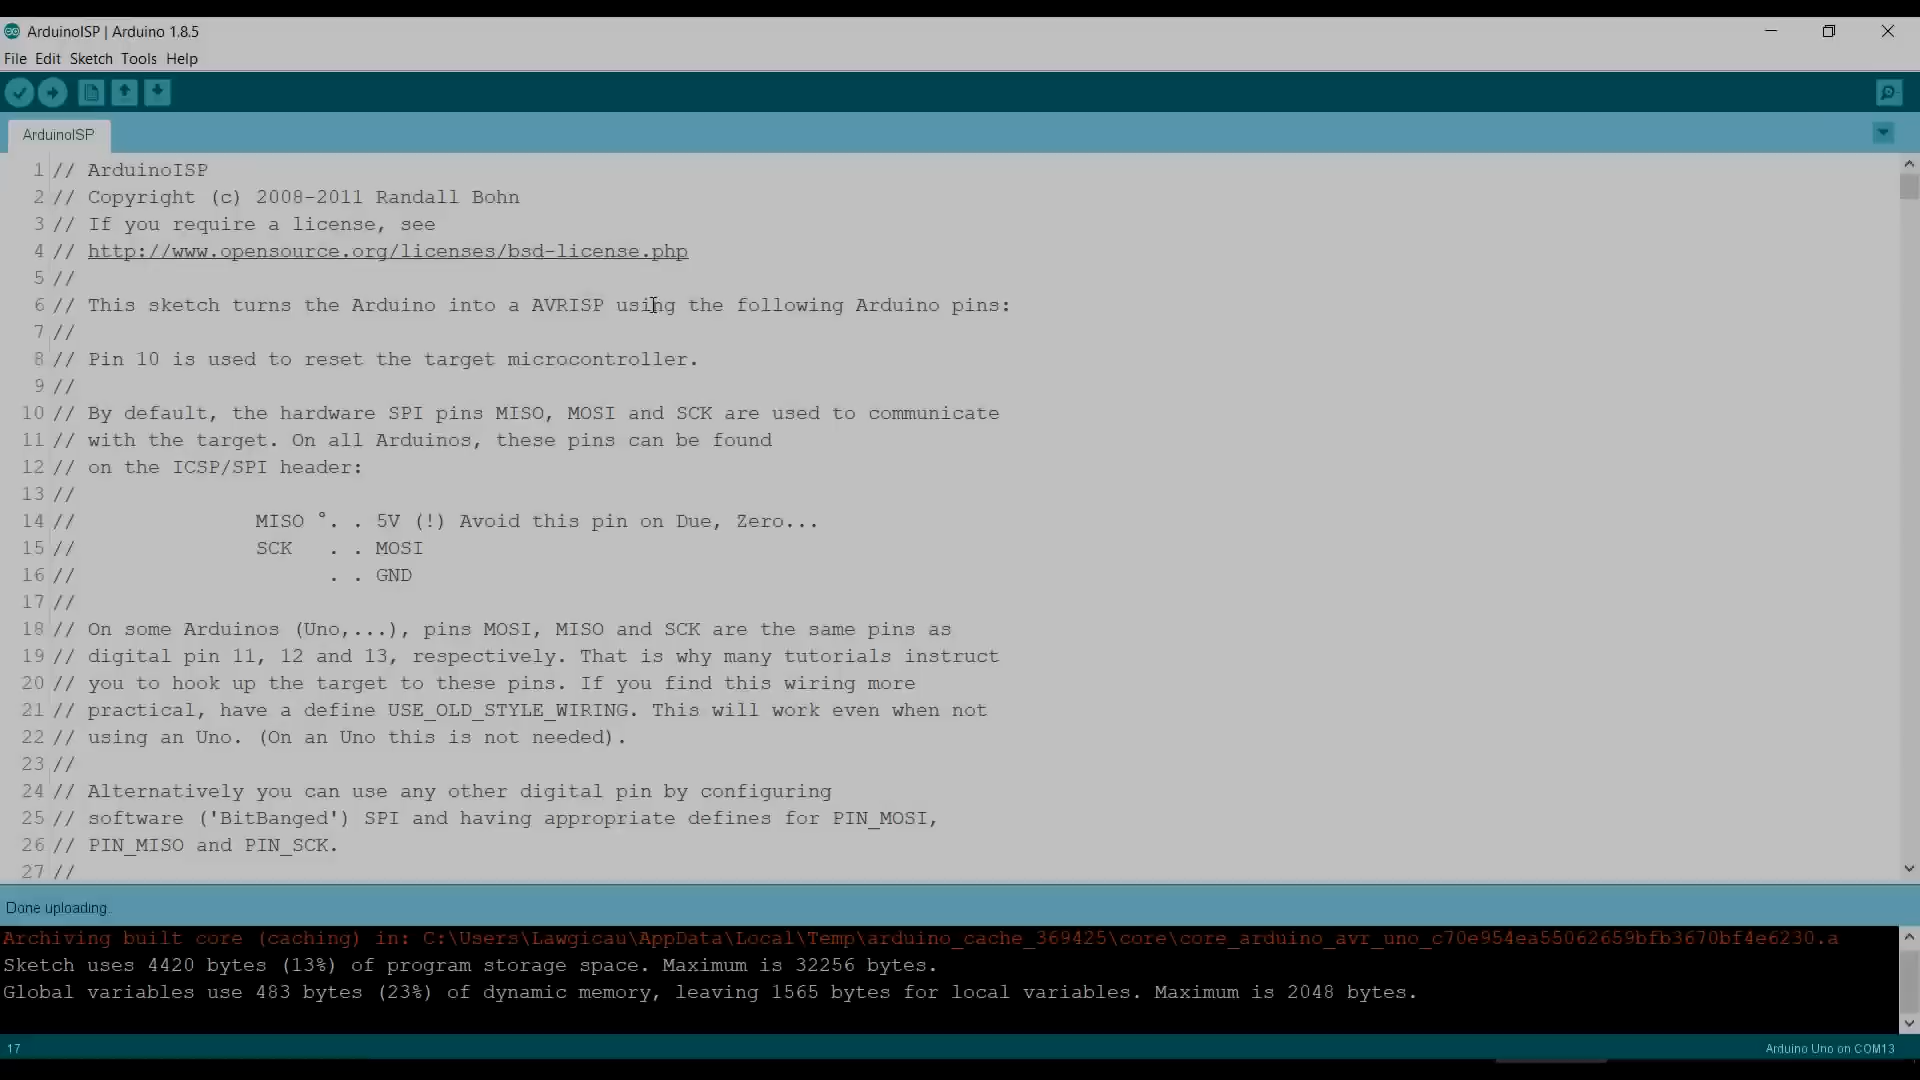 ArduinoISP | Arduino 1.8.5
File Edit Sketch Tools Help
ArduinoISP
1 // ArduinoISP
2 // Copyright (c) 2008-2011 Randall Bohn
3 // If you require a license, see
4 // http://www.opensource.org/licenses/bsd-license.php
5 //
6 // This sketch turns the Arduino into a AVRISP using the following Arduino pins:
7 //
8 // Pin 10 is used to reset the target microcontroller.
9 //
10 // By default, the hardware SPI pins MISO, MOSI and SCK are used to communicate
11 // with the target. On all Arduinos, these pins can be found
12 // on the ICSP/SPI header:
13 //
14 // MISO °. . 5V (!) Avoid this pin on Due, Zero...
15 // SCK . . MOSI
16 // . . GND
17 //
18 // On some Arduinos (Uno,...), pins MOSI, MISO and SCK are the same pins as
19 // digital pin 11, 12 and 13, respectively. That is why many tutorials instruct
20 // you to hook up the target to these pins. If you find this wiring more
21 // practical, have a define USE_OLD_STYLE_WIRING. This will work even when not
22 // using an Uno. (On an Uno this is not needed).
23 //
24 // Alternatively you can use any other digital pin by configuring
25 // software ('BitBanged') SPI and having appropriate defines for PIN_MOSI,
26 // PIN_MISO and PIN_SCK.
27 //
Done uploading.
Archiving built core (caching) in: C:\Users\Lawgicau\AppData\Local\Temp\arduino_cache_369425\core\core_arduino_avr_uno_c70e954ea55062659bfb3670bf4e6230.a
Sketch uses 4420 bytes (13%) of program storage space. Maximum is 32256 bytes.
Global variables use 483 bytes (23%) of dynamic memory, leaving 1565 bytes for local variables. Maximum is 2048 bytes.
17
Arduino Uno on COM13